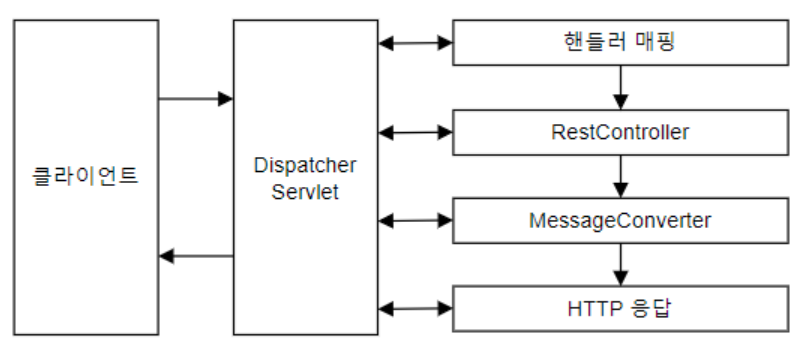 클라이언트
Dispatcher
Servlet
핸들러 매핑
RestController
MessageConverter
HTTP 응답